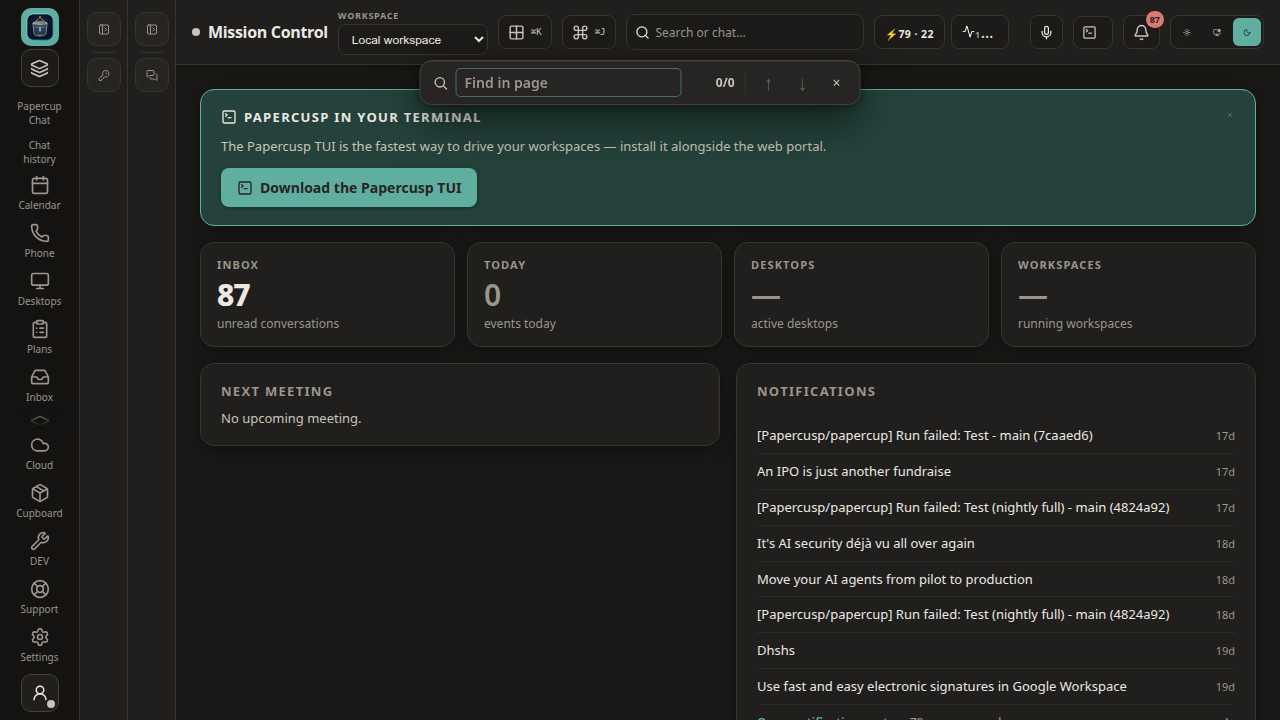 Mission Control
WORKSPACE
Local workspace
⌘K
⌘J
Search or chat...
⚡79 · 22
87
Find in page
0/0
Papercup Chat
Chat history
Calendar
Phone
Desktops
Plans
Inbox
Cloud
Cupboard
DEV
Support
Settings
PAPERCUSP IN YOUR TERMINAL
The Papercusp TUI is the fastest way to drive your workspaces — install it alongside the web portal.
Download the Papercusp TUI
INBOX
87
unread conversations
TODAY
0
events today
DESKTOPS
—
active desktops
WORKSPACES
—
running workspaces
NEXT MEETING
No upcoming meeting.
NOTIFICATIONS
[Papercusp/papercup] Run failed: Test - main (7caaed6) 17d
An IPO is just another fundraise 17d
[Papercusp/papercup] Run failed: Test (nightly full) - main (4824a92) 17d
It's AI security déjà vu all over again 18d
Move your AI agents from pilot to production 18d
[Papercusp/papercup] Run failed: Test (nightly full) - main (4824a92) 18d
Dhshs 19d
Use fast and easy electronic signatures in Google Workspace 19d